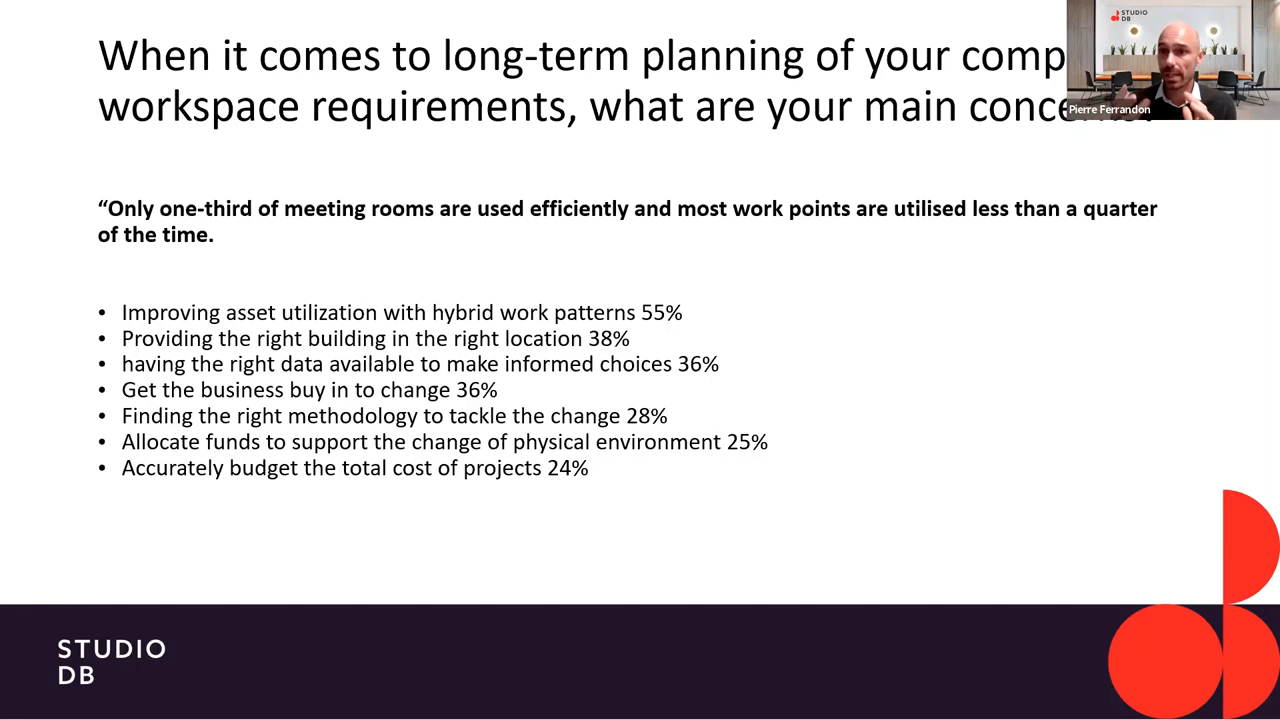 When it comes to long-term planning of your
workspace requirements, what are your main
STUDIO
DB
Pierre Ferrandon
“Only one-third of meeting rooms are used efficiently and most work points are utilised less than a quarter
of the time.
• Improving asset utilization with hybrid work patterns 55%
• Providing the right building in the right location 38%
• having the right data available to make informed choices 36%
• Get the business buy in to change 36%
• Finding the right methodology to tackle the change 28%
• Allocate funds to support the change of physical environment 25%
• Accurately budget the total cost of projects 24%
STUDIO
DB